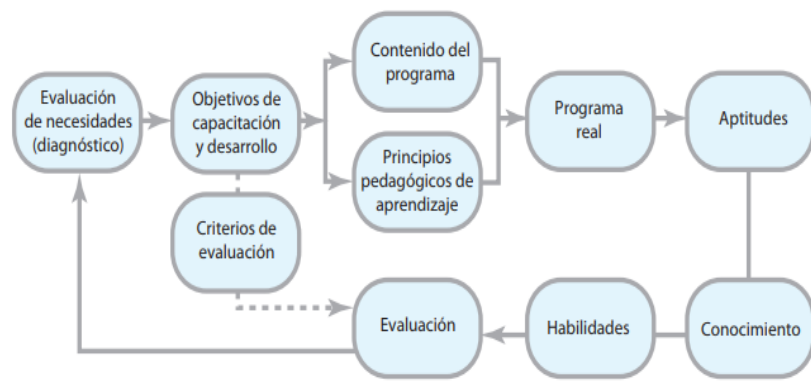 Evaluación
de necesidades
(diagnóstico)
Objetivos de
capacitación
y desarrollo
Contenido del
programa
Principios
pedagógicos de
aprendizaje
Programa
real
Aptitudes
Criterios de
evaluación
Evaluación
Habilidades
Conocimiento